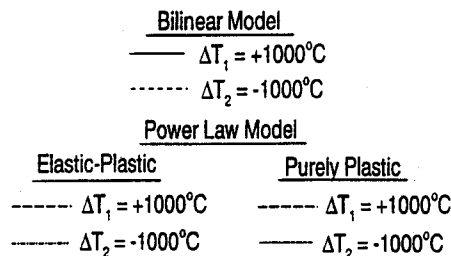 Bilinear Model
ΔT₁ = +1000°C
ΔT₂ = -1000°C
Power Law Model
Elastic-Plastic Purely Plastic
ΔT₁ = +1000°C ΔT₁ = +1000°C
ΔT₂ = -1000°C ΔT₂ = -1000°C